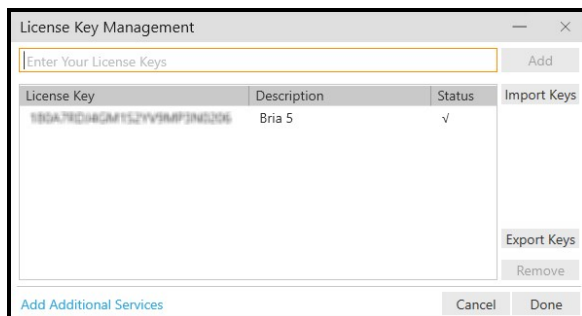 License Key Management
Enter Your License Keys
Add
License Key Description Status
Import Keys
Bria 5 √
Export Keys
Remove
Add Additional Services
Cancel Done